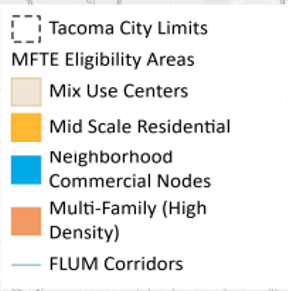 Tacoma City Limits
MFTE Eligibility Areas
Mix Use Centers
Mid Scale Residential
Neighborhood
Commercial Nodes
Multi-Family (High
Density)
FLUM Corridors